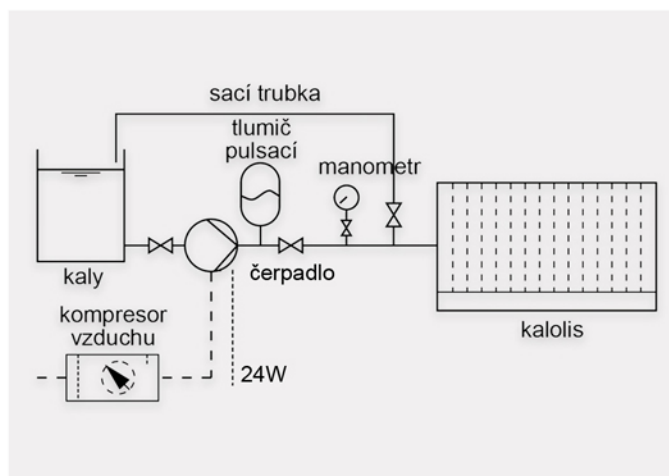 sací trubka
tlumič
pulsací
manometr
kaly
čerpadlo
kalolis
kompresor
vzduchu
24W